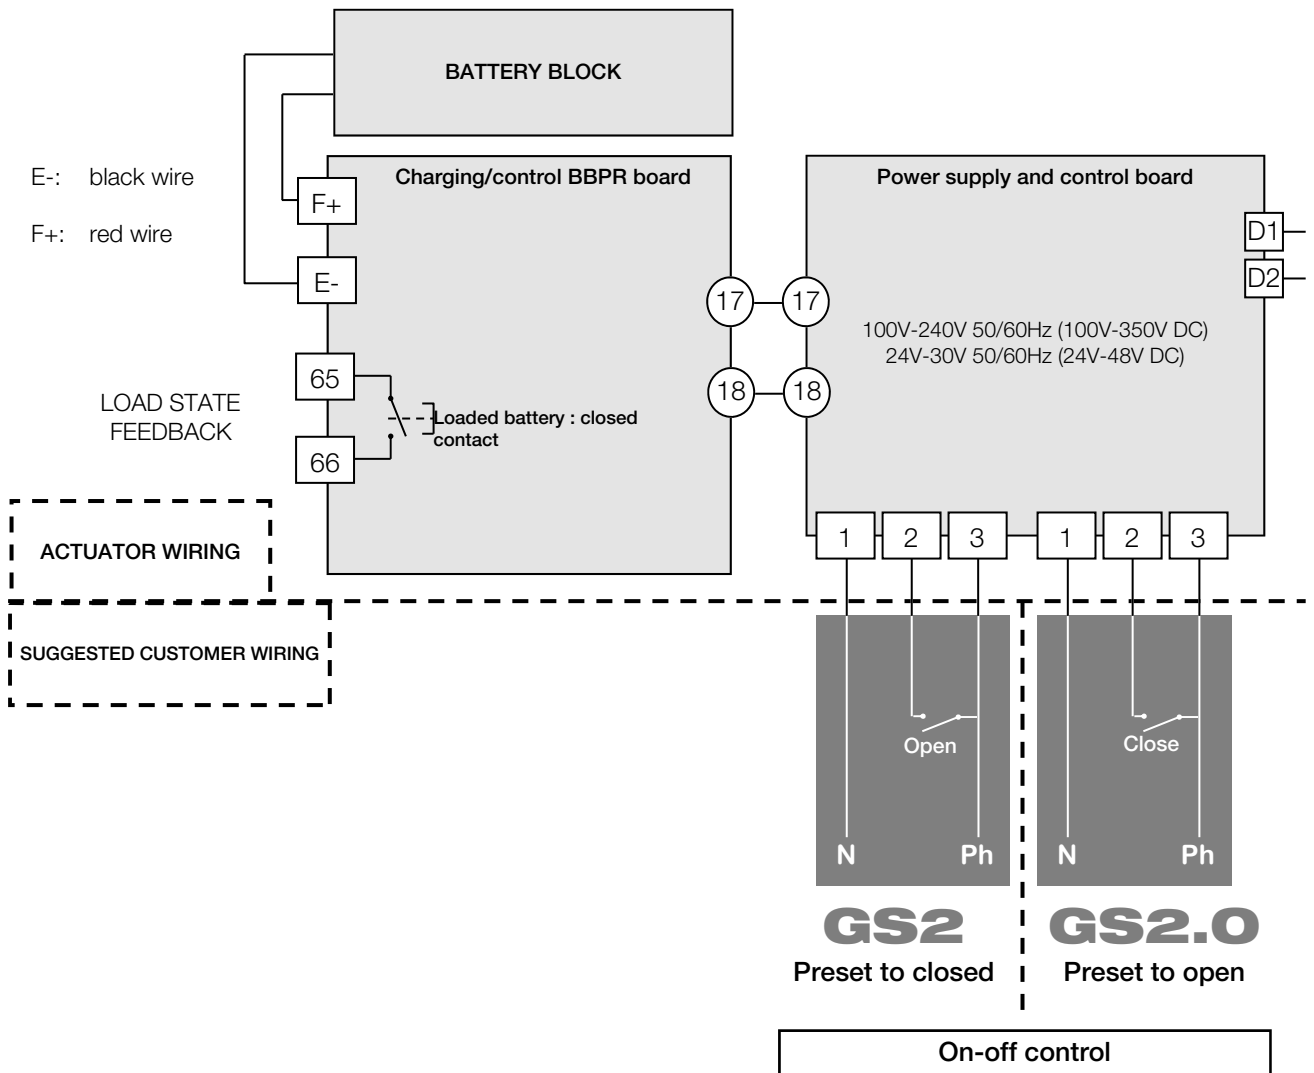 BATTERY BLOCK
E-: black wire
F+: red wire
Charging/control BBPR board
F+
E-
17
18
65
66
LOAD STATE
FEEDBACK
Loaded battery : closed
contact
Power supply and control board
D1
D2
17
18
100V-240V 50/60Hz (100V-350V DC)
24V-30V 50/60Hz (24V-48V DC)
1 2 3 1 2 3
ACTUATOR WIRING
SUGGESTED CUSTOMER WIRING
Open
N Ph
Close
N Ph
GS2
Preset to closed
GS2.0
Preset to open
On-off control